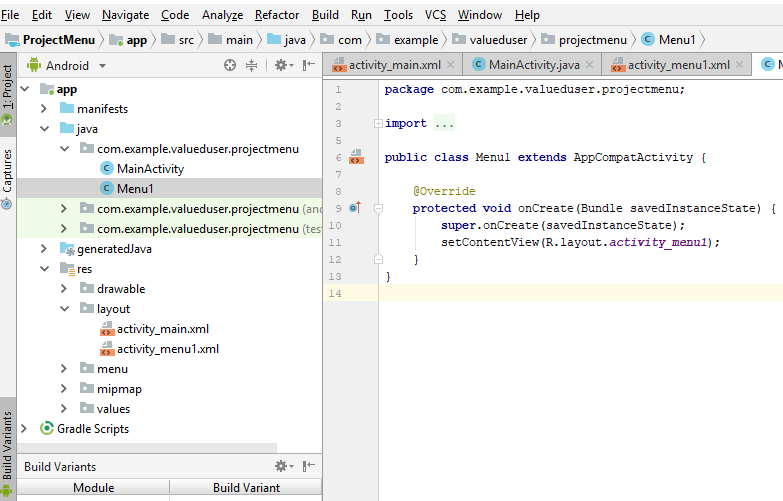 File Edit View Navigate Code Analyze Refactor Build Run Tools VCS Window Help
ProjectMenu app src main java com example valueduser projectmenu Menu1
1: Project
Captures
Build Variants
Android
app
manifests
java
com.example.valueduser.projectmenu
MainActivity
Menu1
com.example.valueduser.projectmenu (and
com.example.valueduser.projectmenu (tes
generatedJava
res
drawable
layout
activity_main.xml
activity_menu1.xml
menu
mipmap
values
Gradle Scripts
Build Variants
Module Build Variant
activity_main.xml MainActivity.java activity_menu1.xml
1 package com.example.valueduser.projectmenu;
2
3 import ...
5
6 public class Menu1 extends AppCompatActivity {
7
8 @Override
9 protected void onCreate(Bundle savedInstanceState) {
10 super.onCreate(savedInstanceState);
11 setContentView(R.layout.activity_menu1);
12 }
13 }
14